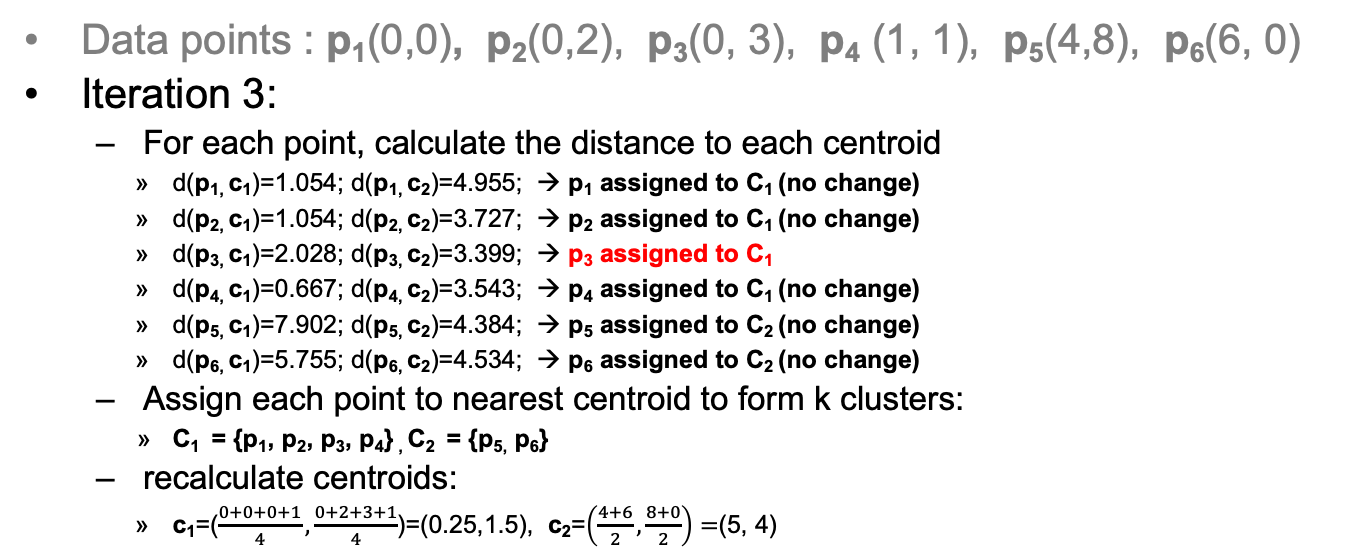 • Data points : p₁(0,0), p₂(0,2), p₃(0, 3), p₄ (1, 1), p₅(4,8), p₆(6, 0)
• Iteration 3:
– For each point, calculate the distance to each centroid
» d(p₁, c₁)=1.054; d(p₁, c₂)=4.955; → p₁ assigned to C₁ (no change)
» d(p₂, c₁)=1.054; d(p₂, c₂)=3.727; → p₂ assigned to C₁ (no change)
» d(p₃, c₁)=2.028; d(p₃, c₂)=3.399; → p₃ assigned to C₁
» d(p₄, c₁)=0.667; d(p₄, c₂)=3.543; → p₄ assigned to C₁ (no change)
» d(p₅, c₁)=7.902; d(p₅, c₂)=4.384; → p₅ assigned to C₂ (no change)
» d(p₆, c₁)=5.755; d(p₆, c₂)=4.534; → p₆ assigned to C₂ (no change)
– Assign each point to nearest centroid to form k clusters:
» C₁ = {p₁, p₂, p₃, p₄} , C₂ = {p₅, p₆}
– recalculate centroids:
» c₁=((0+0+0+1)/4, (0+2+3+1)/4)=(0.25,1.5), c₂=((4+6)/2, (8+0)/2) =(5, 4)